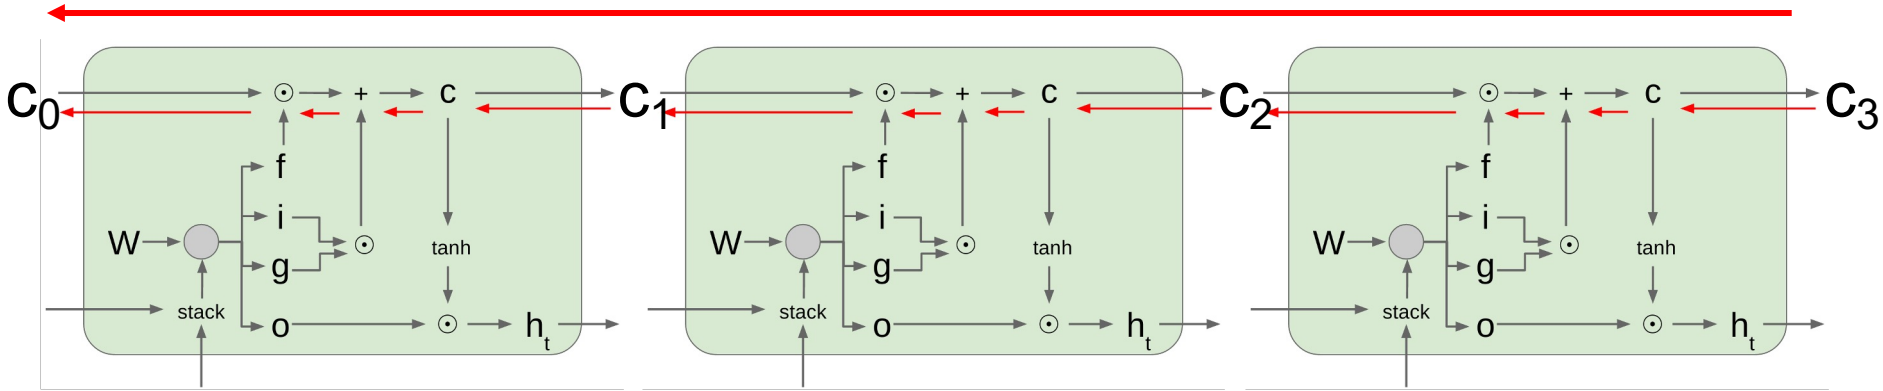 c0 ⊙ + c c1 ⊙ + c c2 ⊙ + c c3
f f f
i i i
W ⊙ tanh W ⊙ tanh W ⊙ tanh
g g g
stack stack stack
o ⊙ ht o ⊙ ht o ⊙ ht